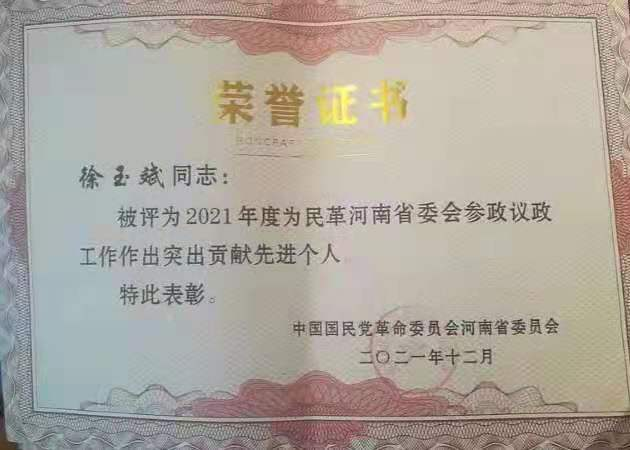 荣誉证书
徐玉斌同志：
被评为2021年度为民革河南省委会参政议政
工作作出突出贡献先进个人
特此表彰。
中国国民党革命委员会河南省委员会
二〇二一年十二月